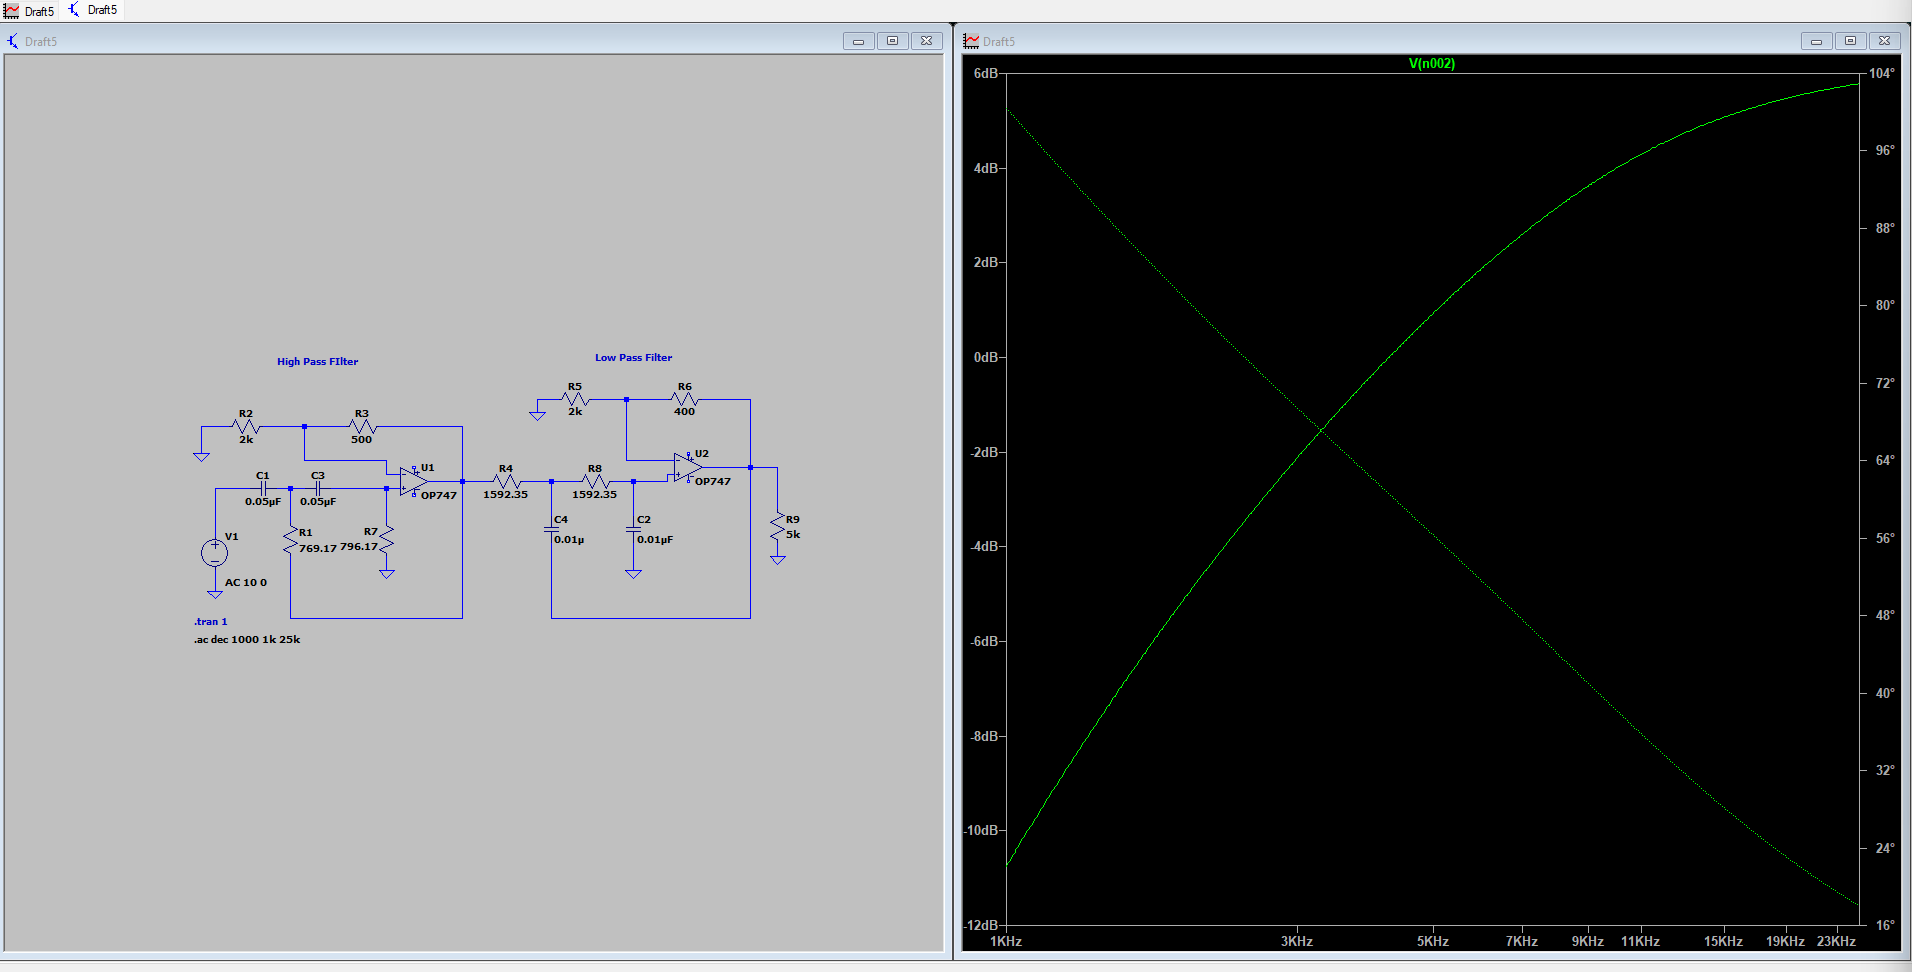 Draft5
Draft5
Draft5
High Pass FIlter
Low Pass Filter
R2
2k
R3
500
R5
2k
R6
400
C1
0.05µF
C3
0.05µF
U1
OP747
R4
1592.35
R8
1592.35
U2
OP747
V1
AC 10 0
R1
769.17
R7
796.17
C4
0.01µ
C2
0.01µF
R9
5k
.tran 1
.ac dec 1000 1k 25k
Draft5
V(n002)
6dB
4dB
2dB
0dB
-2dB
-4dB
-6dB
-8dB
-10dB
-12dB
104°
96°
88°
80°
72°
64°
56°
48°
40°
32°
24°
16°
1KHz 3KHz 5KHz 7KHz 9KHz 11KHz 15KHz 19KHz 23KHz